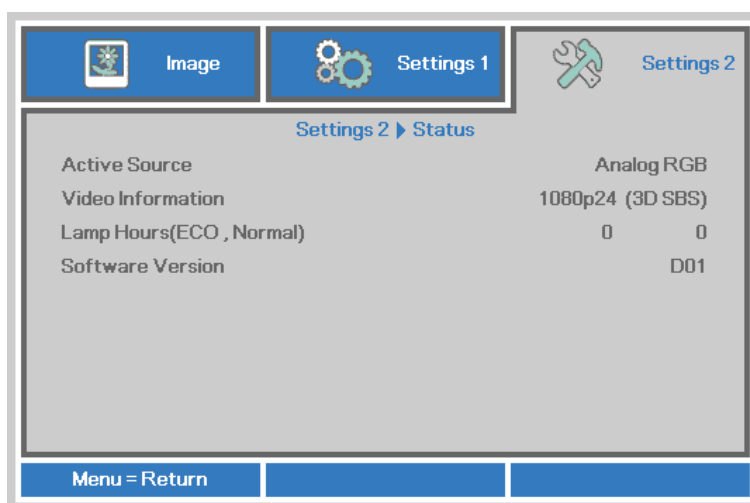 Image Settings 1 Settings 2
Settings 2 ▶ Status
Active Source Analog RGB
Video Information 1080p24 (3D SBS)
Lamp Hours(ECO , Normal) 0 0
Software Version D01
Menu = Return